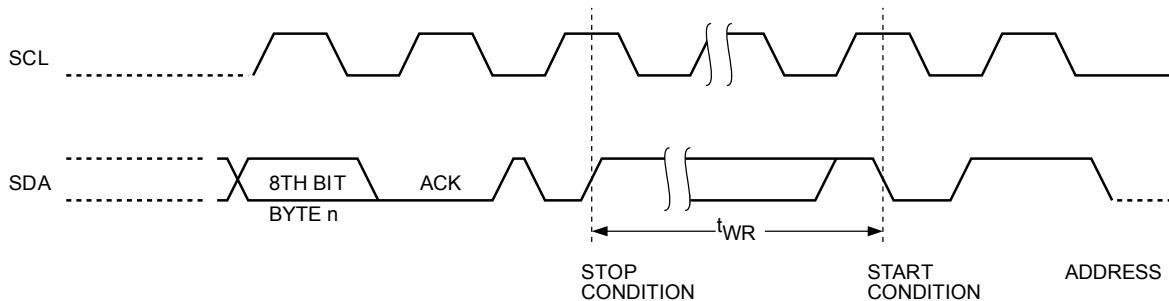 SCL
SDA
8TH BIT
BYTE n
ACK
tWR
STOP
CONDITION
START
CONDITION
ADDRESS